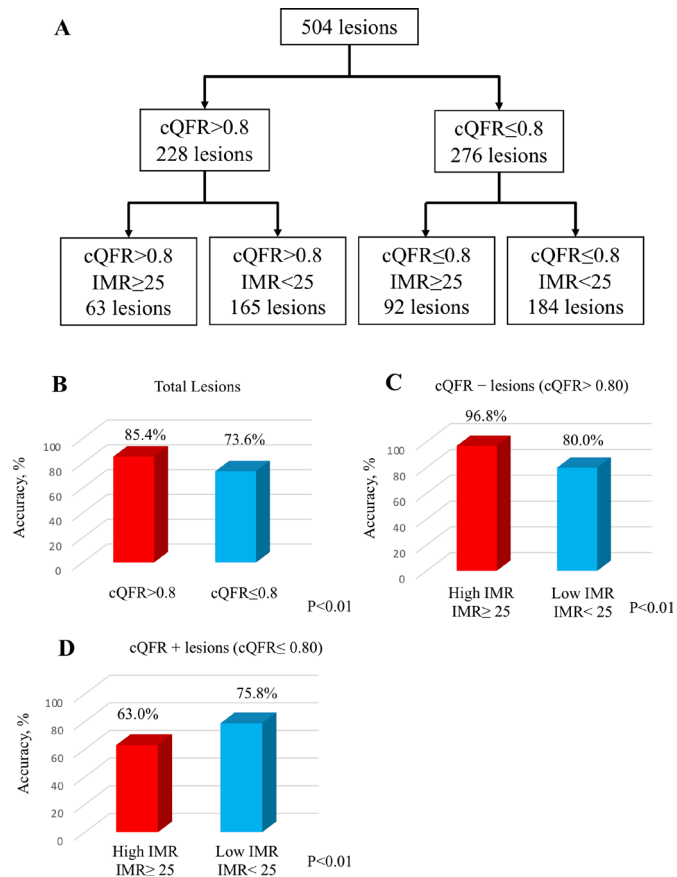 A
504 lesions
cQFR>0.8
228 lesions
cQFR≤0.8
276 lesions
cQFR>0.8
IMR≥25
63 lesions
cQFR>0.8
IMR<25
165 lesions
cQFR≤0.8
IMR≥25
92 lesions
cQFR≤0.8
IMR<25
184 lesions
B
Total Lesions
85.4%
73.6%
Accuracy, %
100
80
60
40
20
0
cQFR>0.8
cQFR≤0.8
P<0.01
C
cQFR − lesions (cQFR> 0.80)
96.8%
80.0%
Accuracy, %
100
80
60
40
20
0
High IMR
IMR≥ 25
Low IMR
IMR< 25
P<0.01
D
cQFR + lesions (cQFR≤ 0.80)
63.0%
75.8%
Accuracy, %
100
80
60
40
20
0
High IMR
IMR≥ 25
Low IMR
IMR< 25
P<0.01